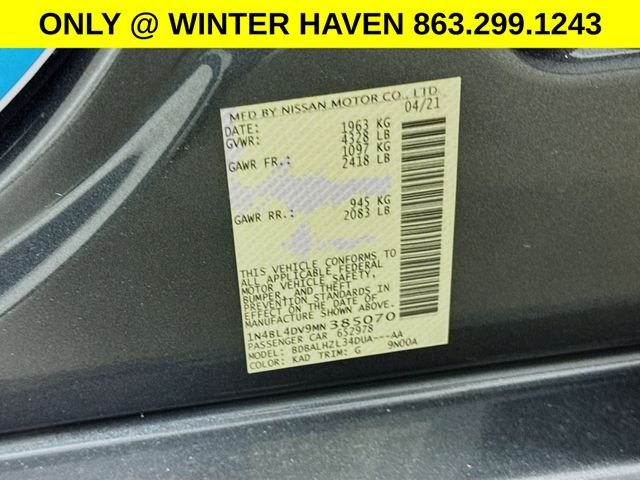 ONLY @ WINTER HAVEN 863.299.1243
MFD BY NISSAN MOTOR CO., LTD.
DATE: 04/21
GVWR: 1963 KG
4328 LB
GAWR FR.: 1097 KG
2418 LB
GAWR RR.: 945 KG
2083 LB
THIS VEHICLE CONFORMS TO
ALL APPLICABLE FEDERAL
MOTOR VEHICLE SAFETY,
BUMPER, AND THEFT
PREVENTION STANDARDS IN
EFFECT ON THE DATE OF
MANUFACTURE SHOWN ABOVE.
1N4BL4DV9MN385070
PASSENGER CAR 652978
MODEL: BDBALHZL34DUA---AA
COLOR: KAD TRIM: G 9N00A